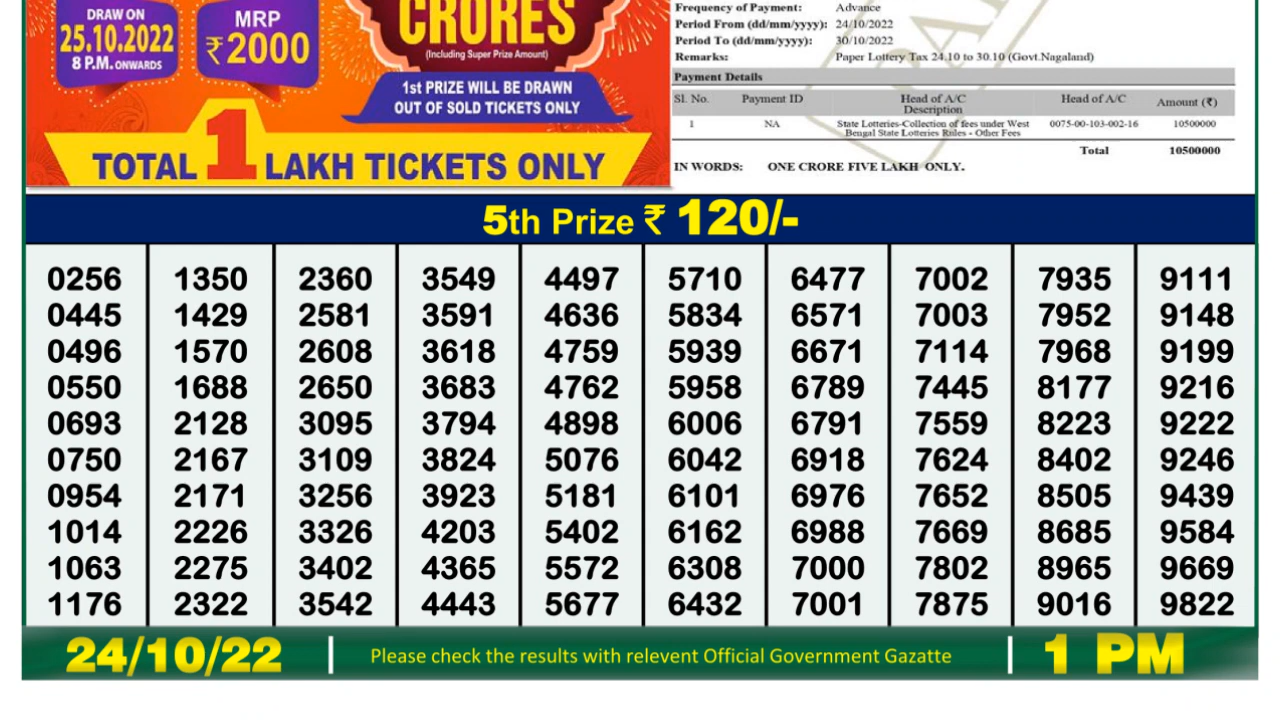 DRAW ON
25.10.2022
8 P.M. ONWARDS
MRP
₹2000
CRORES
(Including Super Prize Amount)
1st PRIZE WILL BE DRAWN
OUT OF SOLD TICKETS ONLY
TOTAL 1 LAKH TICKETS ONLY
Frequency of Payment: Advance
Period From (dd/mm/yyyy): 24/10/2022
Period To (dd/mm/yyyy): 30/10/2022
Remarks: Paper Lottery Tax 24.10 to 30.10 (Govt.Nagaland)
Payment Details
Sl. No. Payment ID Head of A/C Description Head of A/C Amount (₹)
1 NA State Lotteries-Collection of fees under West 0075-00-103-002-16 10500000
Bengal State Lotteries Rules - Other Fees
Total 10500000
IN WORDS: ONE CRORE FIVE LAKH ONLY.
5th Prize ₹ 120/-
0256 1350 2360 3549 4497 5710 6477 7002 7935 9111
0445 1429 2581 3591 4636 5834 6571 7003 7952 9148
0496 1570 2608 3618 4759 5939 6671 7114 7968 9199
0550 1688 2650 3683 4762 5958 6789 7445 8177 9216
0693 2128 3095 3794 4898 6006 6791 7559 8223 9222
0750 2167 3109 3824 5076 6042 6918 7624 8402 9246
0954 2171 3256 3923 5181 6101 6976 7652 8505 9439
1014 2226 3326 4203 5402 6162 6988 7669 8685 9584
1063 2275 3402 4365 5572 6308 7000 7802 8965 9669
1176 2322 3542 4443 5677 6432 7001 7875 9016 9822
24/10/22 Please check the results with relevent Official Government Gazatte 1 PM